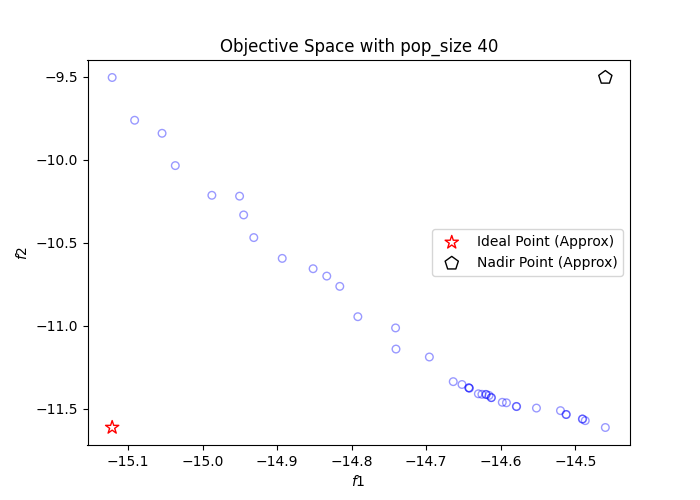 Objective Space with pop_size 40
f2
−9.5
−10.0
−10.5
−11.0
−11.5
Ideal Point (Approx)
Nadir Point (Approx)
−15.1 −15.0 −14.9 −14.8 −14.7 −14.6 −14.5
f1